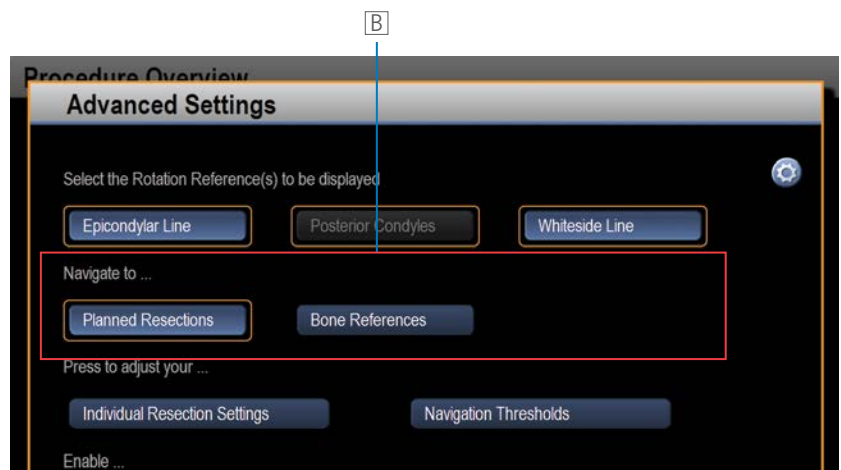 B
Procedure Overview
Advanced Settings
Select the Rotation Reference(s) to be displayed
Epicondylar Line
Posterior Condyles
Whiteside Line
Navigate to ...
Planned Resections
Bone References
Press to adjust your ...
Individual Resection Settings
Navigation Thresholds
Enable ...